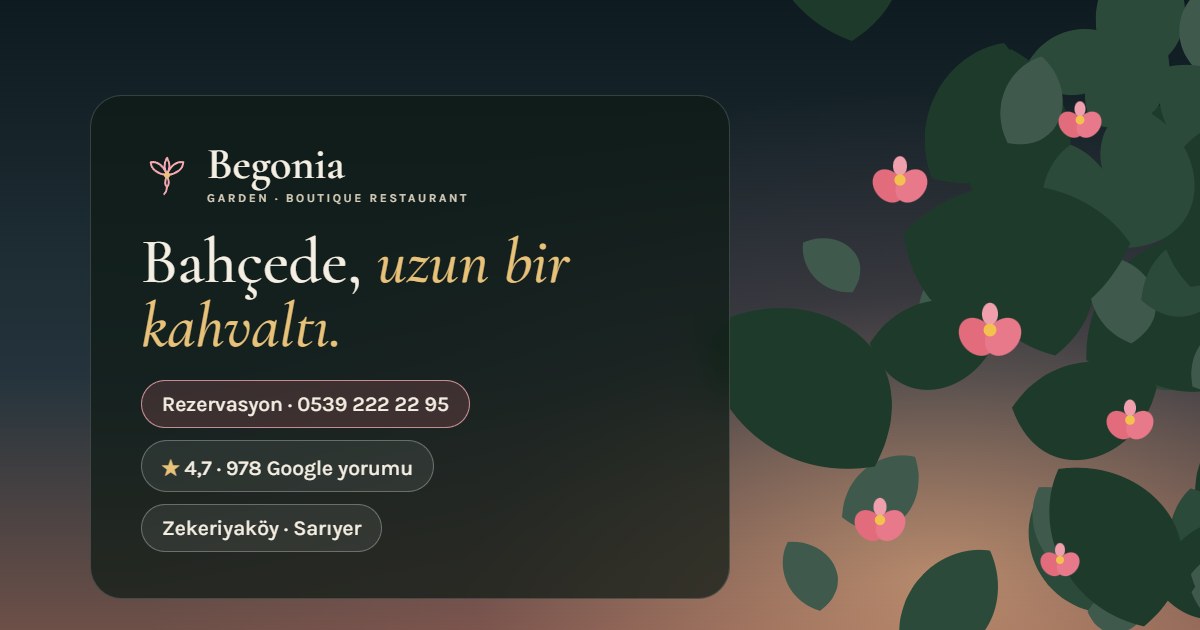 Begonia
GARDEN · BOUTIQUE RESTAURANT
Bahçede, uzun bir
kahvaltı.
Rezervasyon · 0539 222 22 95
★ 4,7 · 978 Google yorumu
Zekeriyaköy · Sarıyer